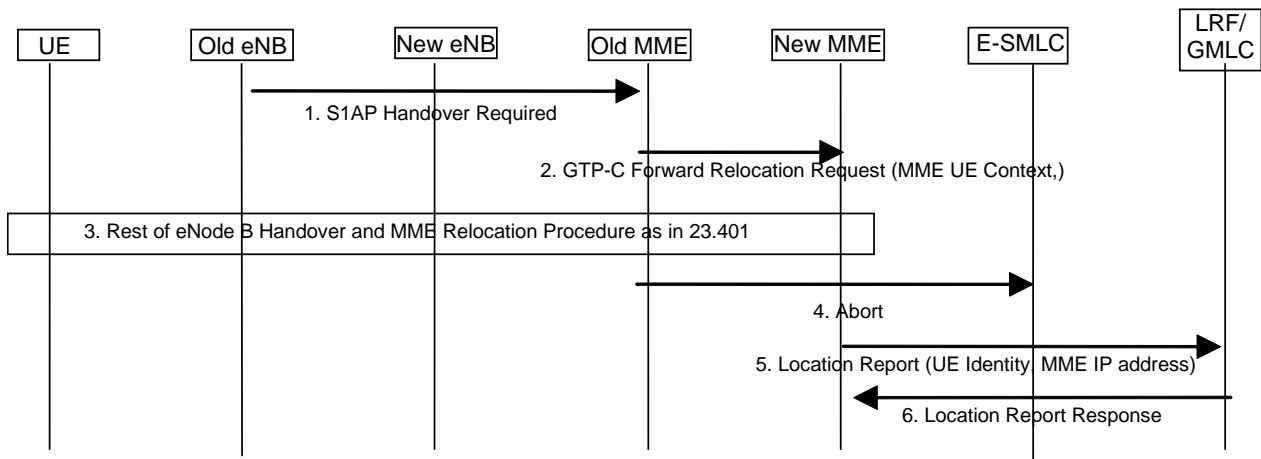 UE
Old eNB
New eNB
Old MME
New MME
E-SMLC
LRF/
GMLC
1. S1AP Handover Required
2. GTP-C Forward Relocation Request (MME UE Context,)
3. Rest of eNode B Handover and MME Relocation Procedure as in 23.401
4. Abort
5. Location Report (UE Identity, MME IP address)
6. Location Report Response